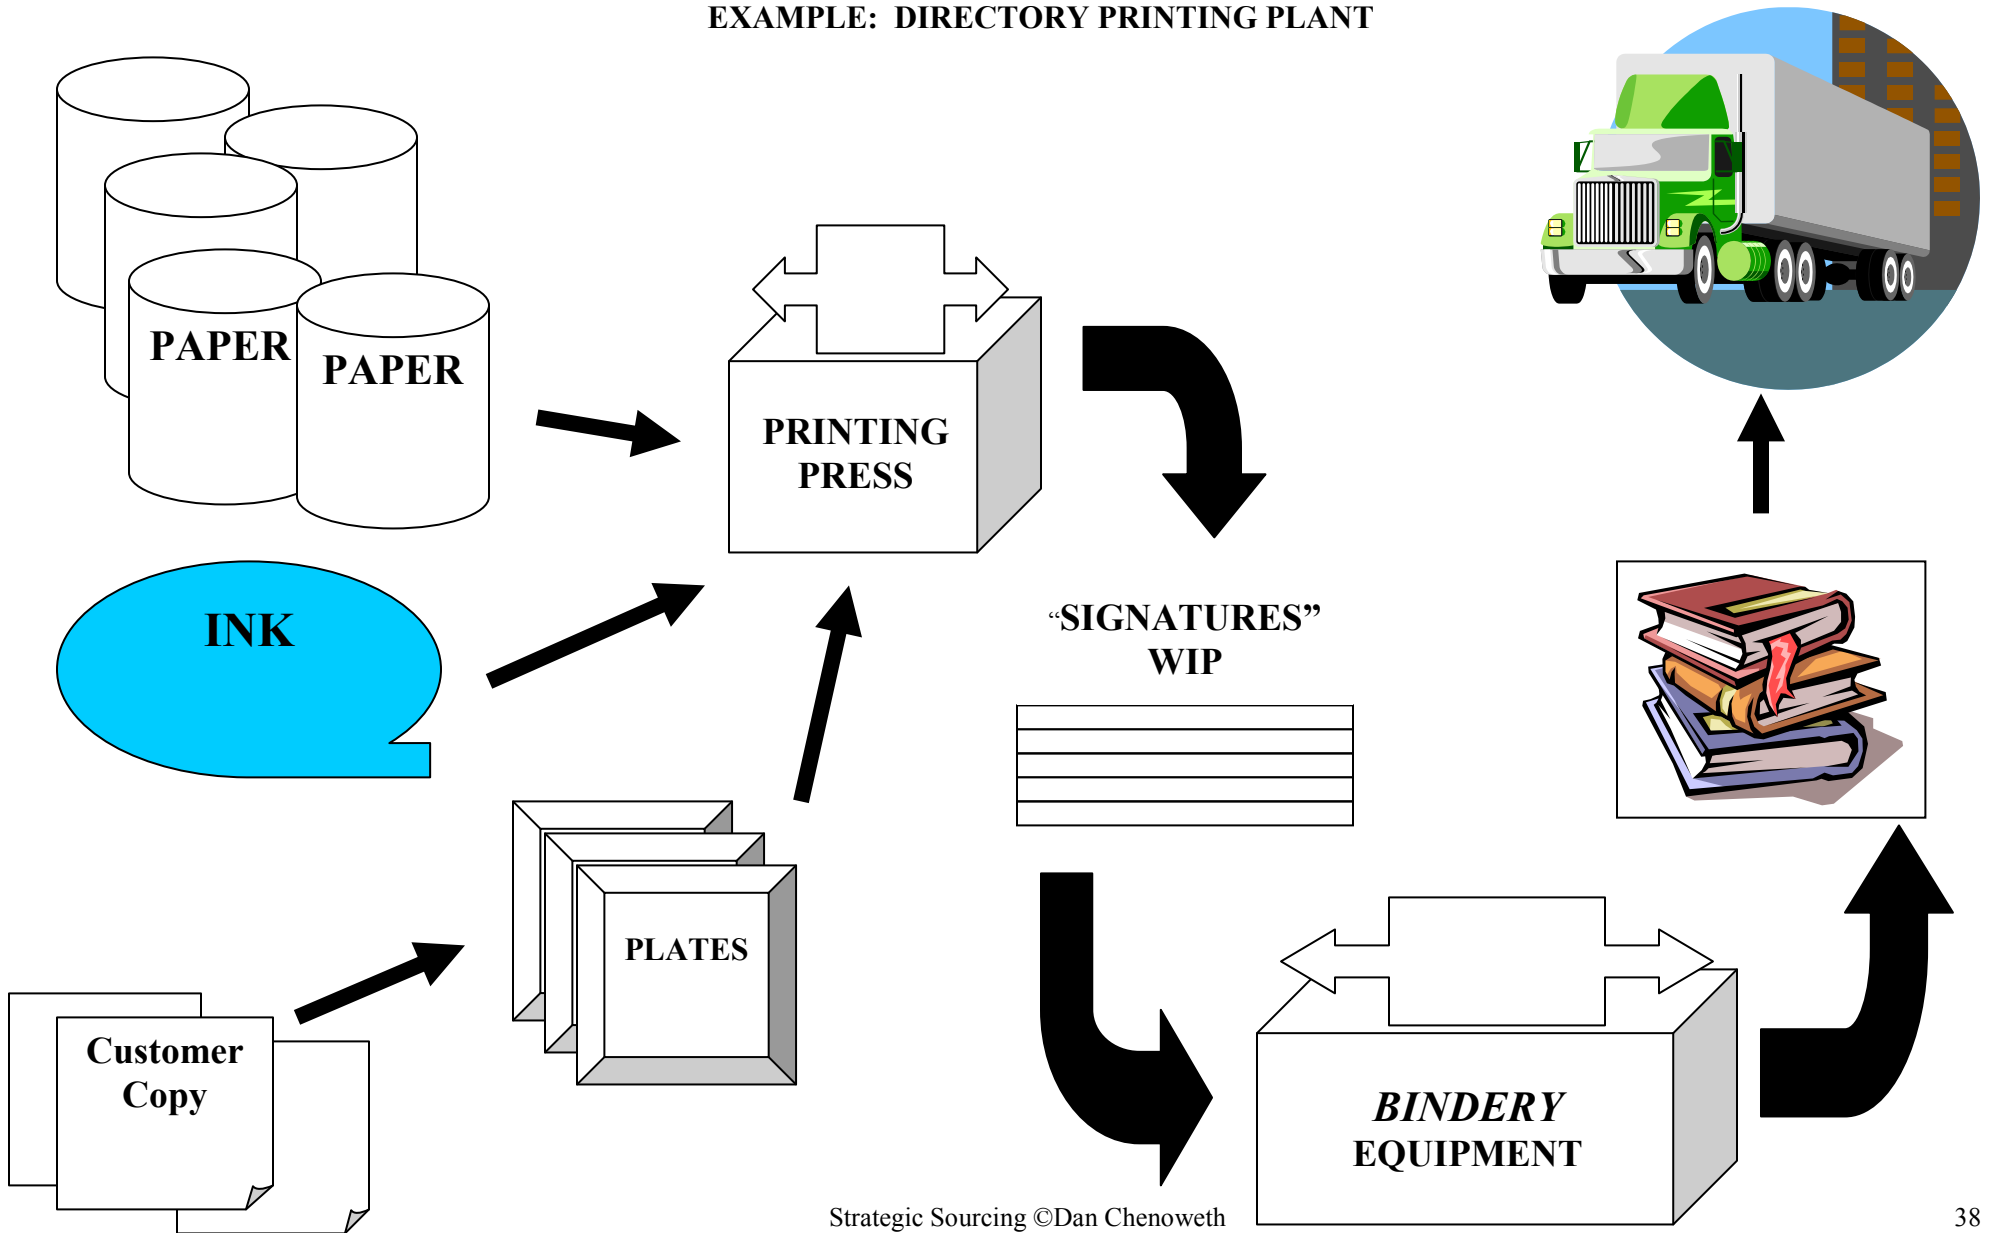 EXAMPLE:  DIRECTORY PRINTING PLANT
PAPER
PAPER
PRINTING
PRESS
INK
“SIGNATURES”
WIP
PLATES
Customer
Copy
BINDERY
EQUIPMENT
Strategic Sourcing ©Dan Chenoweth
38